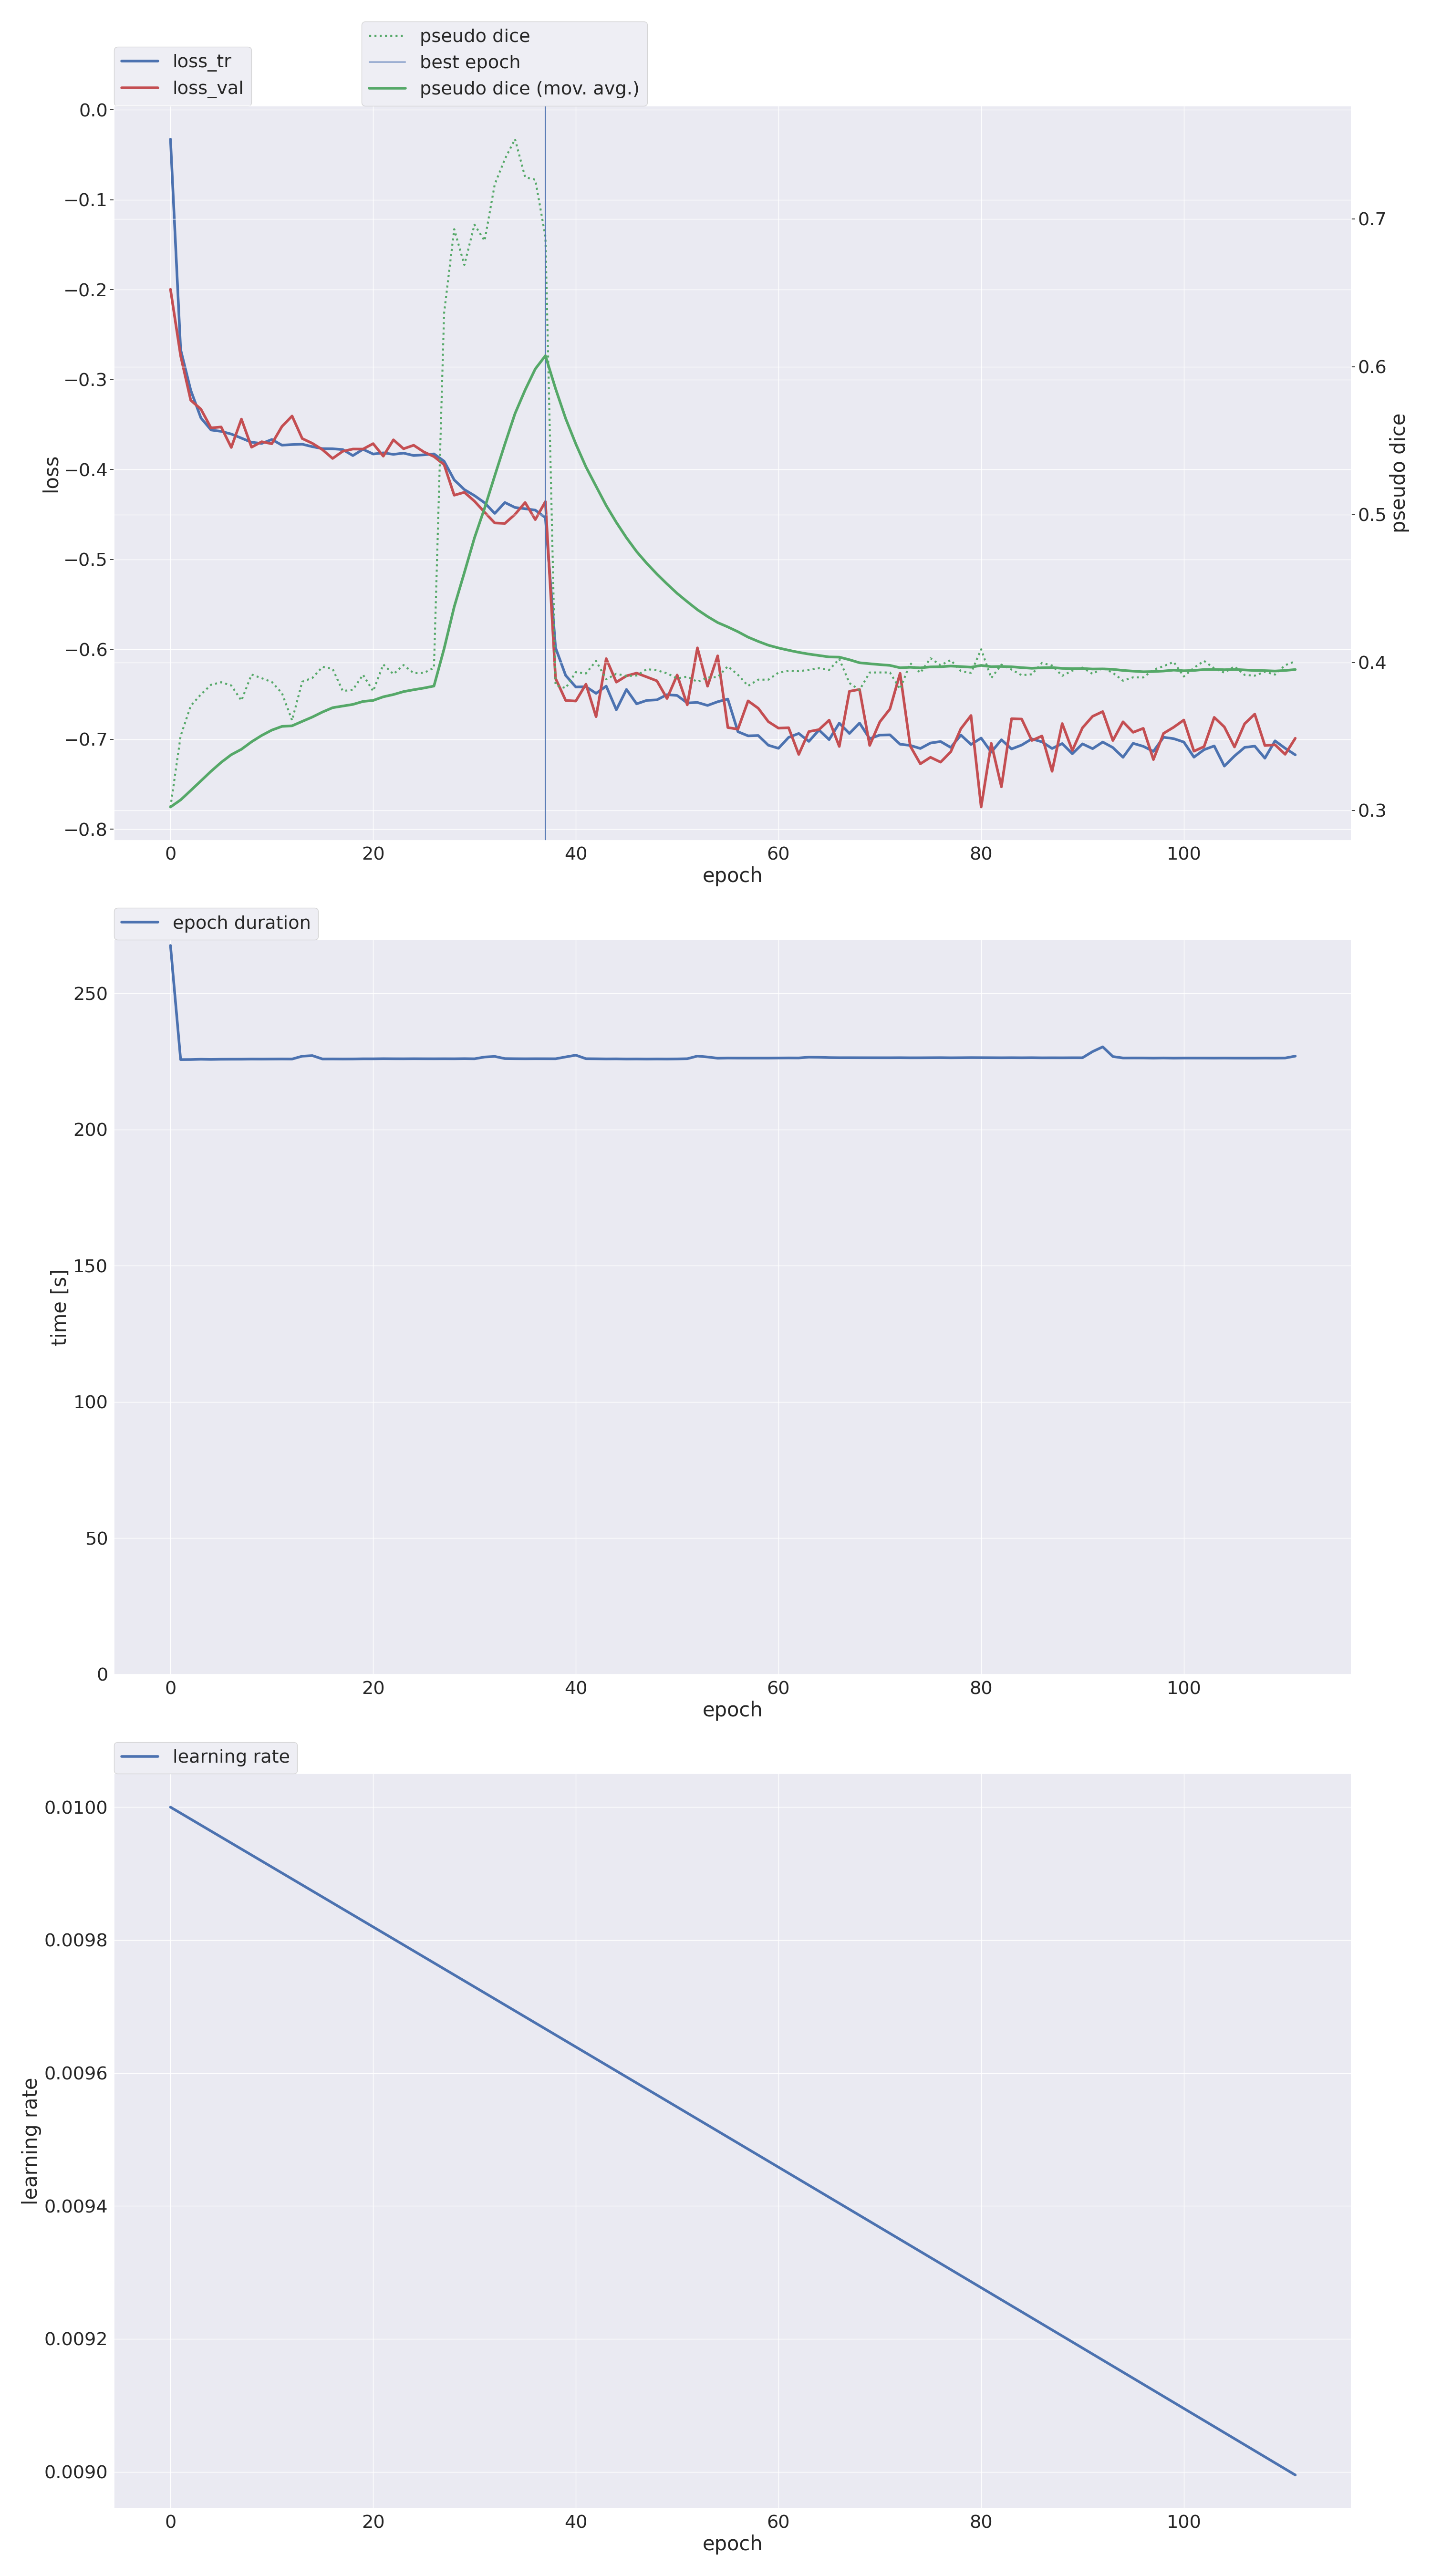 pseudo dice
best epoch
pseudo dice (mov. avg.)
loss_tr
loss_val
0.0
−0.1
−0.2
−0.3
−0.4
−0.5
−0.6
−0.7
−0.8
loss
0.7
0.6
0.5
0.4
0.3
pseudo dice
0 20 40 60 80 100
epoch
epoch duration
250
200
150
100
50
0
time [s]
0 20 40 60 80 100
epoch
learning rate
0.0100
0.0098
0.0096
0.0094
0.0092
0.0090
learning rate
0 20 40 60 80 100
epoch